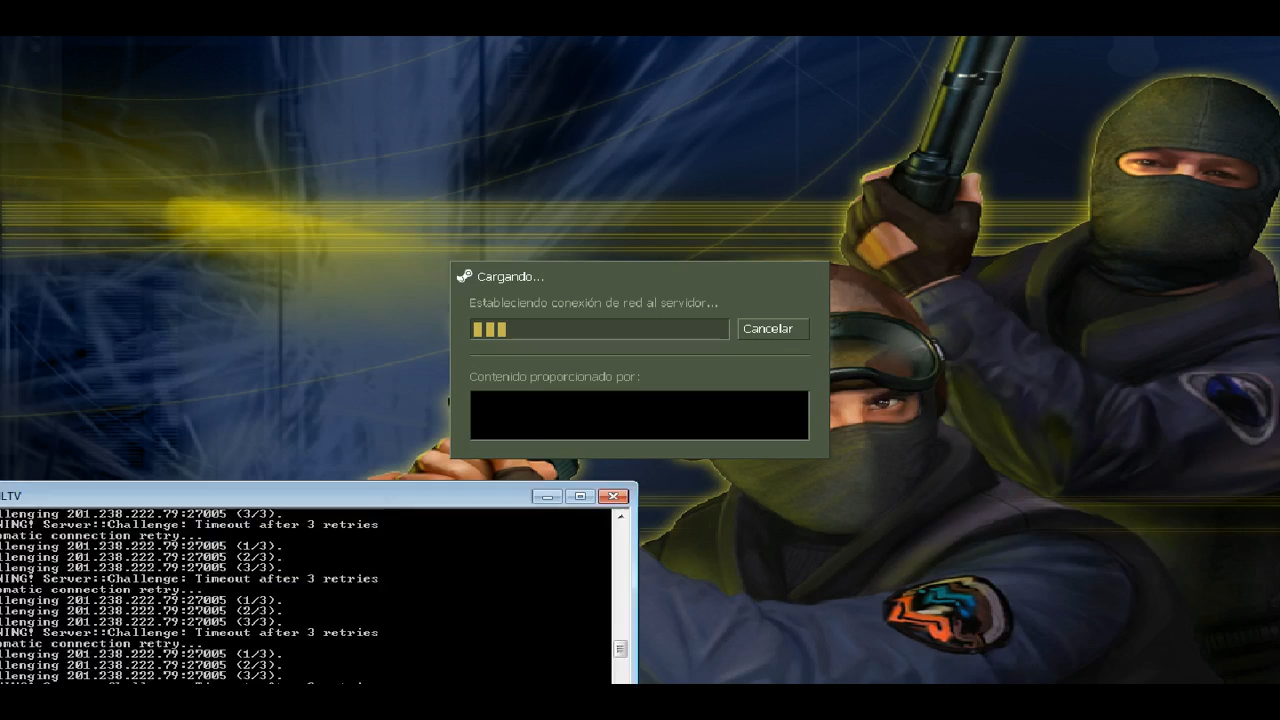 Cargando...
Estableciendo conexión de red al servidor...
Cancelar
Contenido proporcionado por:
LTV
llenging 201.238.222.79:27005 (3/3).
NING! Server::Challenge: Timeout after 3 retries
omatic connection retry...
llenging 201.238.222.79:27005 (1/3).
llenging 201.238.222.79:27005 (2/3).
llenging 201.238.222.79:27005 (3/3).
NING! Server::Challenge: Timeout after 3 retries
omatic connection retry...
llenging 201.238.222.79:27005 (1/3).
llenging 201.238.222.79:27005 (2/3).
llenging 201.238.222.79:27005 (3/3).
NING! Server::Challenge: Timeout after 3 retries
omatic connection retry...
llenging 201.238.222.79:27005 (1/3).
llenging 201.238.222.79:27005 (2/3).
llenging 201.238.222.79:27005 (3/3).